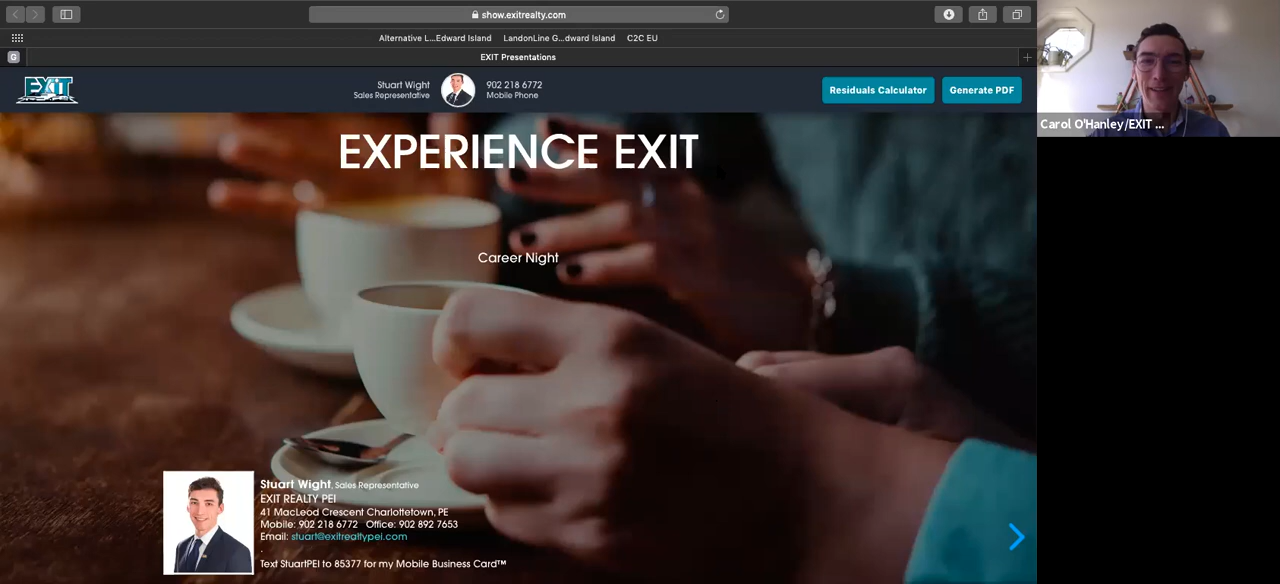 show.exitrealty.com
Alternative L...Edward Island LandonLine G...dward Island C2C EU
G
EXIT Presentations
EXIT
Stuart Wight
Sales Representative
902 218 6772
Mobile Phone
Residuals Calculator
Generate PDF
Carol O'Hanley/EXIT ...
EXPERIENCE EXIT
Career Night
Stuart Wight, Sales Representative
EXIT REALTY PEI
41 MacLeod Crescent Charlottetown, PE
Mobile: 902 218 6772 Office: 902 892 7653
Email: stuart@exitrealtypei.com
.
Text StuartPEI to 85377 for my Mobile Business Card™